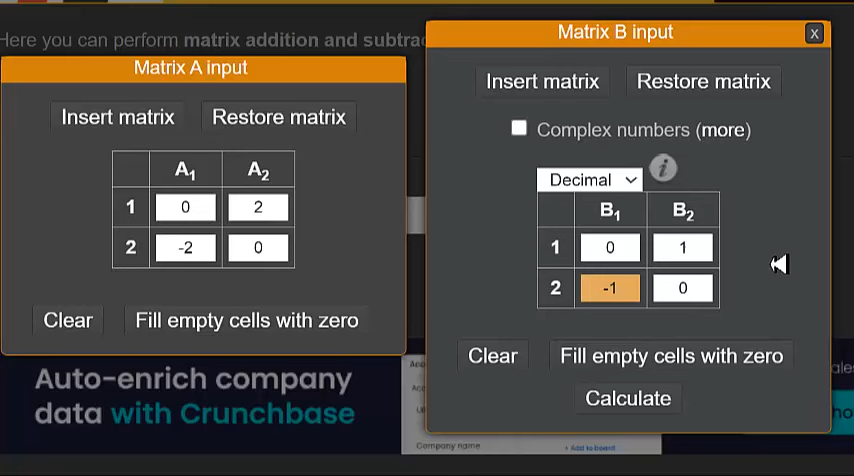 Here you can perform matrix addition and subtrac
Matrix A input
Insert matrix
Restore matrix
A1 A2
1 0 2
2 -2 0
Clear
Fill empty cells with zero
Matrix B input
x
Insert matrix
Restore matrix
Complex numbers (more)
Decimal
i
B1 B2
1 0 1
2 -1 0
Clear
Fill empty cells with zero
Calculate
Auto-enrich company
data with Crunchbase
Company name
+ Add to board